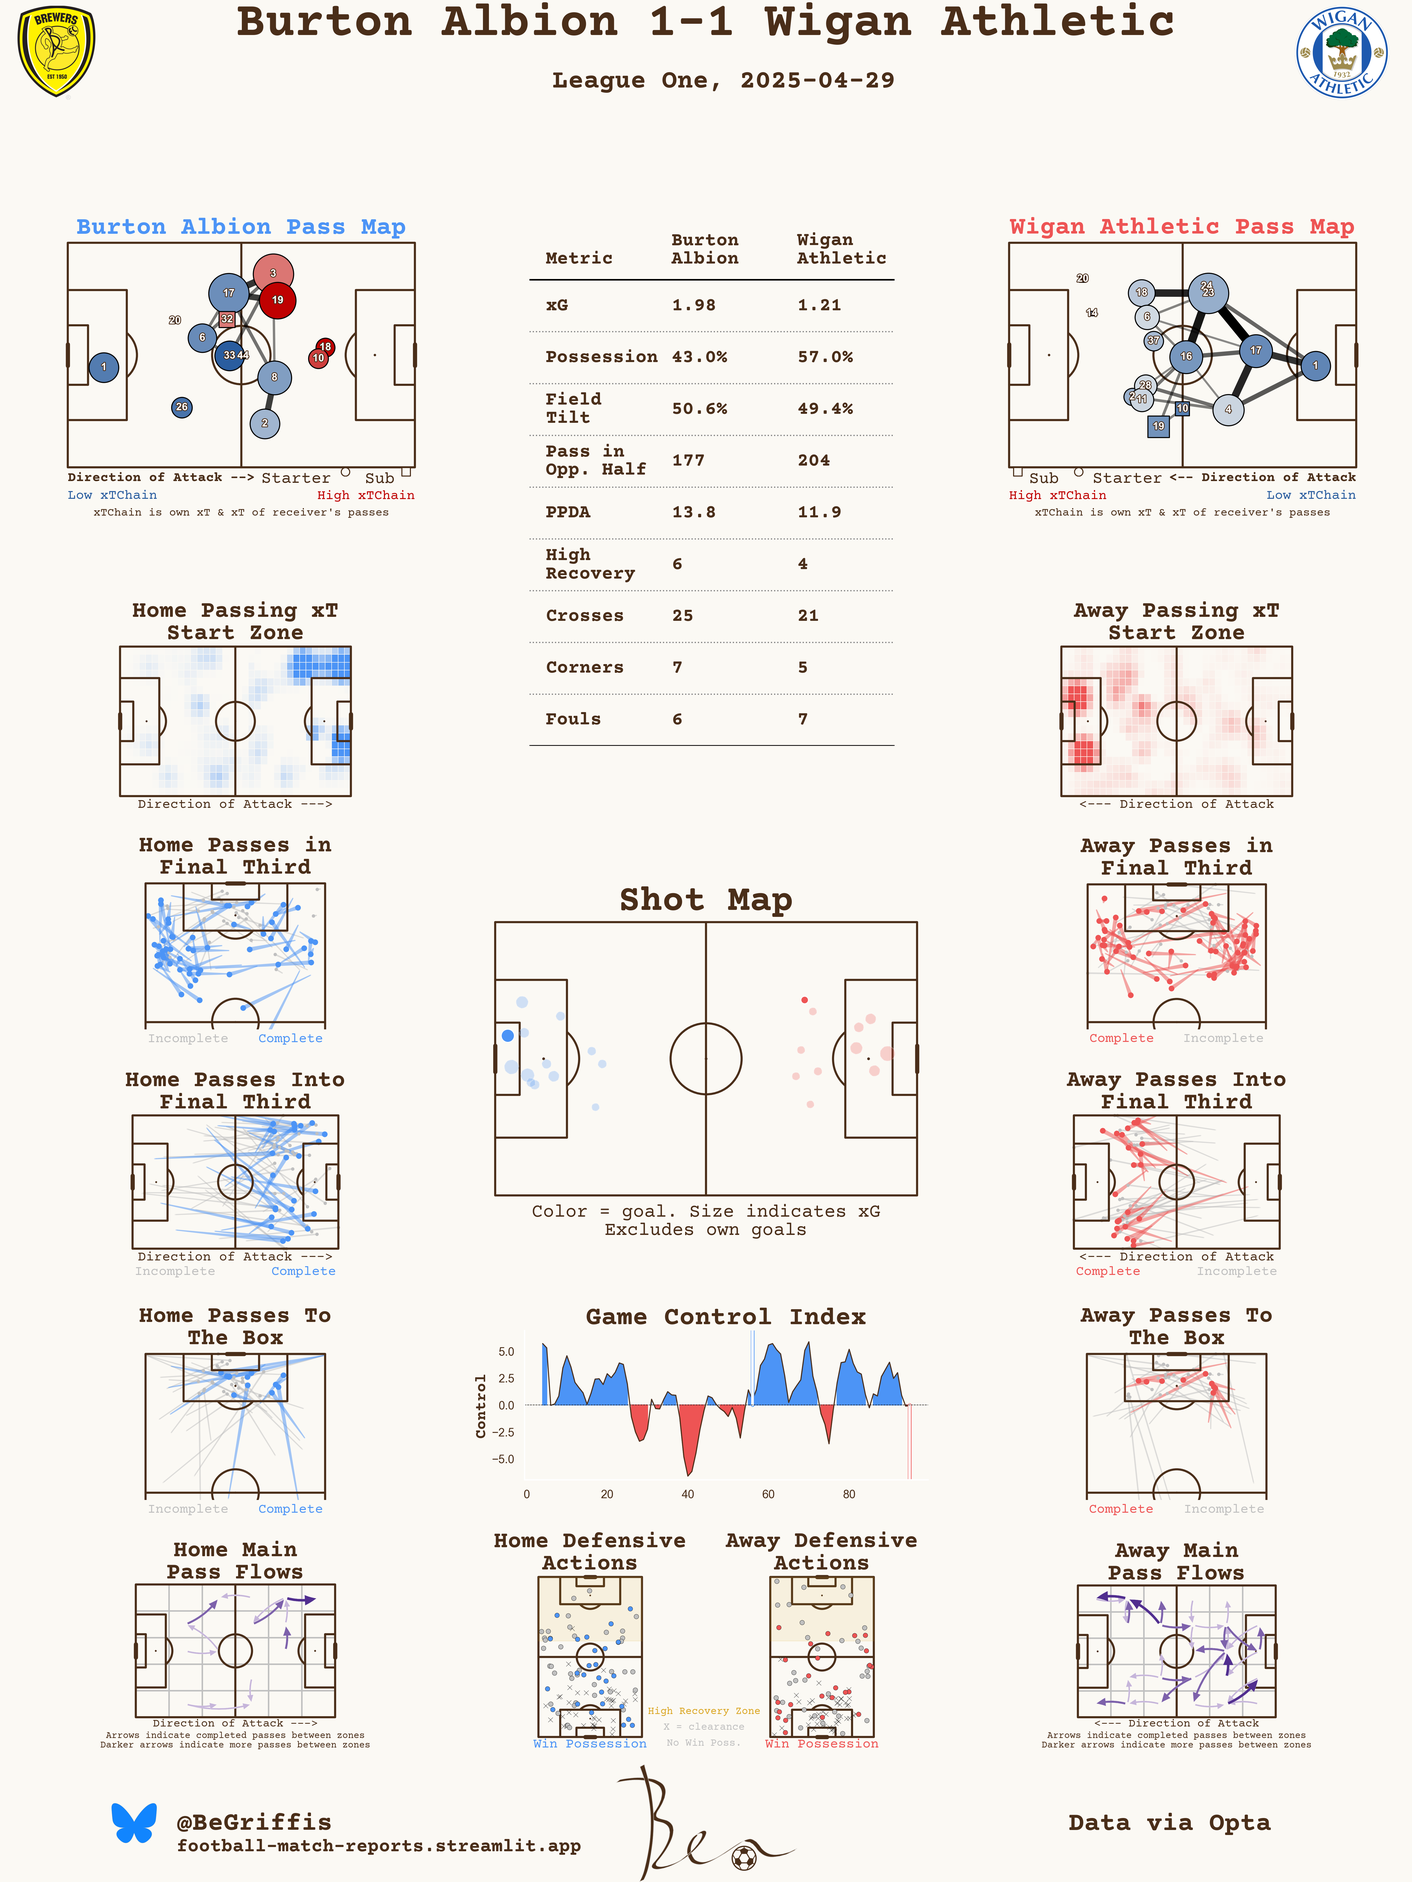 Burton Albion 1-1 Wigan Athletic
League One, 2025-04-29
BREWERS
EST 1950
WIGAN
1932
ATHLETIC
Burton Albion Pass Map
3
17
19
32
20
6
33
44
18
10
1
8
26
2
Direction of Attack --> Starter Sub
Low xTChain High xTChain
xTChain is own xT & xT of receiver's passes
Metric Burton Albion Wigan Athletic
xG 1.98 1.21
Possession 43.0% 57.0%
Field Tilt 50.6% 49.4%
Pass in Opp. Half 177 204
PPDA 13.8 11.9
High Recovery 6 4
Crosses 25 21
Corners 7 5
Fouls 6 7
Wigan Athletic Pass Map
20
24
18
23
14
6
37
17
16
1
28
2
11
10
4
19
Sub Starter <-- Direction of Attack
High xTChain Low xTChain
xTChain is own xT & xT of receiver's passes
Home Passing xT
Start Zone
Direction of Attack --->
Away Passing xT
Start Zone
<--- Direction of Attack
Home Passes in
Final Third
Incomplete Complete
Away Passes in
Final Third
Complete Incomplete
Shot Map
Color = goal. Size indicates xG
Excludes own goals
Home Passes Into
Final Third
Direction of Attack --->
Incomplete Complete
Away Passes Into
Final Third
<--- Direction of Attack
Complete Incomplete
Home Passes To
The Box
Incomplete Complete
Game Control Index
Control
5.0
2.5
0.0
−2.5
−5.0
0 20 40 60 80
Away Passes To
The Box
Complete Incomplete
Home Main
Pass Flows
Direction of Attack --->
Arrows indicate completed passes between zones
Darker arrows indicate more passes between zones
Home Defensive
Actions
Win Possession
Away Defensive
Actions
Win Possession
High Recovery Zone
X = clearance
No Win Poss.
Away Main
Pass Flows
<--- Direction of Attack
Arrows indicate completed passes between zones
Darker arrows indicate more passes between zones
@BeGriffis
football-match-reports.streamlit.app
Ben
Data via Opta